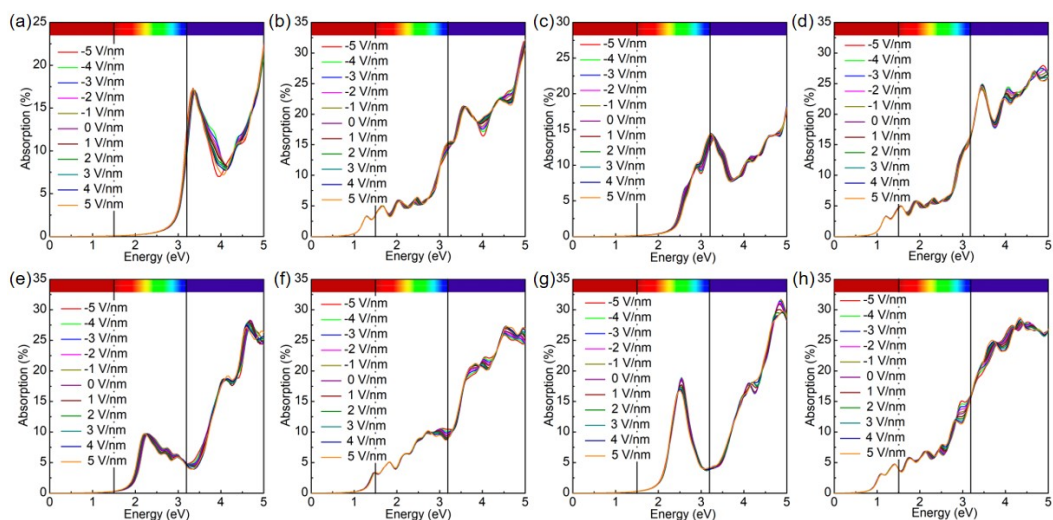 (a)
25
20
15
10
5
0
Absorption (%)
-5 V/nm
-4 V/nm
-3 V/nm
-2 V/nm
-1 V/nm
0 V/nm
1 V/nm
2 V/nm
3 V/nm
4 V/nm
5 V/nm
0 1 2 3 4 5
Energy (eV)
(b)
35
30
25
20
15
10
5
0
Absorption (%)
-5 V/nm
-4 V/nm
-3 V/nm
-2 V/nm
-1 V/nm
0 V/nm
1 V/nm
2 V/nm
3 V/nm
4 V/nm
5 V/nm
0 1 2 3 4 5
Energy (eV)
(c)
30
25
20
15
10
5
0
Absorption (%)
-5 V/nm
-4 V/nm
-3 V/nm
-2 V/nm
-1 V/nm
0 V/nm
1 V/nm
2 V/nm
3 V/nm
4 V/nm
5 V/nm
0 1 2 3 4 5
Energy (eV)
(d)
35
30
25
20
15
10
5
0
Absorption (%)
-5 V/nm
-4 V/nm
-3 V/nm
-2 V/nm
-1 V/nm
0 V/nm
1 V/nm
2 V/nm
3 V/nm
4 V/nm
5 V/nm
0 1 2 3 4 5
Energy (eV)
(e)
35
30
25
20
15
10
5
0
Absorption (%)
-5 V/nm
-4 V/nm
-3 V/nm
-2 V/nm
-1 V/nm
0 V/nm
1 V/nm
2 V/nm
3 V/nm
4 V/nm
5 V/nm
0 1 2 3 4 5
Energy (eV)
(f)
35
30
25
20
15
10
5
0
Absorption (%)
-5 V/nm
-4 V/nm
-3 V/nm
-2 V/nm
-1 V/nm
0 V/nm
1 V/nm
2 V/nm
3 V/nm
4 V/nm
5 V/nm
0 1 2 3 4 5
Energy (eV)
(g)
35
30
25
20
15
10
5
0
Absorption (%)
-5 V/nm
-4 V/nm
-3 V/nm
-2 V/nm
-1 V/nm
0 V/nm
1 V/nm
2 V/nm
3 V/nm
4 V/nm
5 V/nm
0 1 2 3 4 5
Energy (eV)
(h)
35
30
25
20
15
10
5
0
Absorption (%)
-5 V/nm
-4 V/nm
-3 V/nm
-2 V/nm
-1 V/nm
0 V/nm
1 V/nm
2 V/nm
3 V/nm
4 V/nm
5 V/nm
0 1 2 3 4 5
Energy (eV)